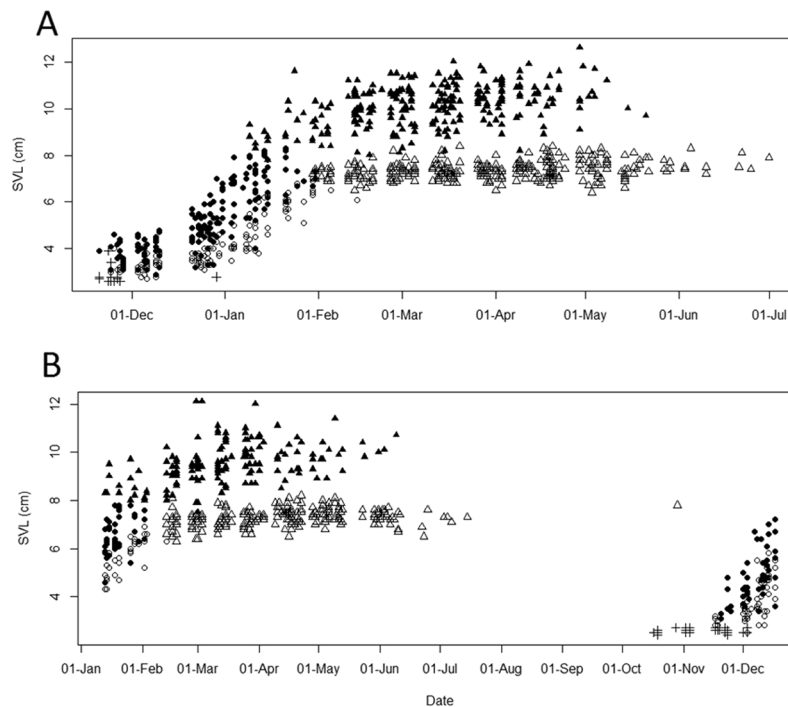 A
12
10
8
6
4
SVL (cm)
01-Dec 01-Jan 01-Feb 01-Mar 01-Apr 01-May 01-Jun 01-Jul
B
12
10
8
6
4
SVL (cm)
01-Jan 01-Feb 01-Mar 01-Apr 01-May 01-Jun 01-Jul 01-Aug 01-Sep 01-Oct 01-Nov 01-Dec
Date